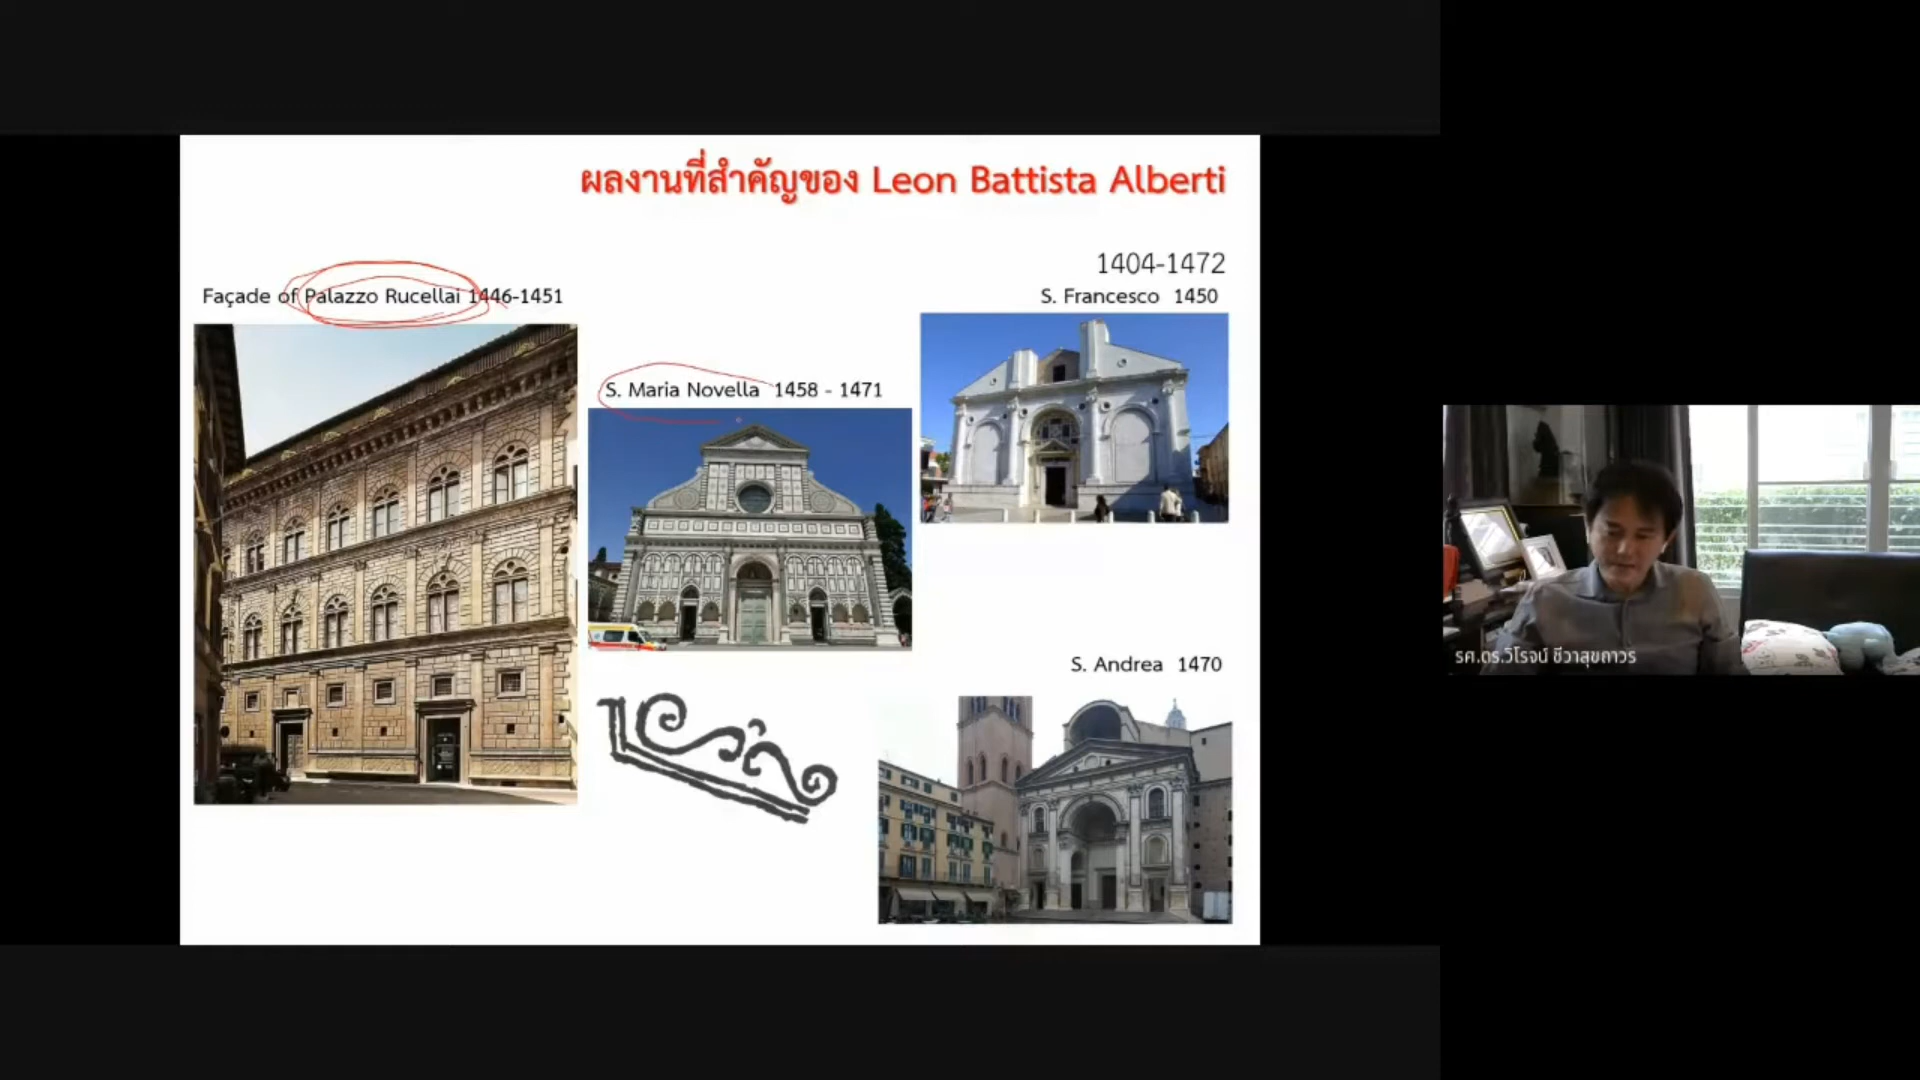 ผลงานที่สำคัญของ Leon Battista Alberti
1404-1472
Façade of Palazzo Rucellai 1446-1451
S. Francesco 1450
S. Maria Novella 1458 - 1471
S. Andrea 1470
รศ.ดร.วิโรจน์ ชีวาสุขถาวร